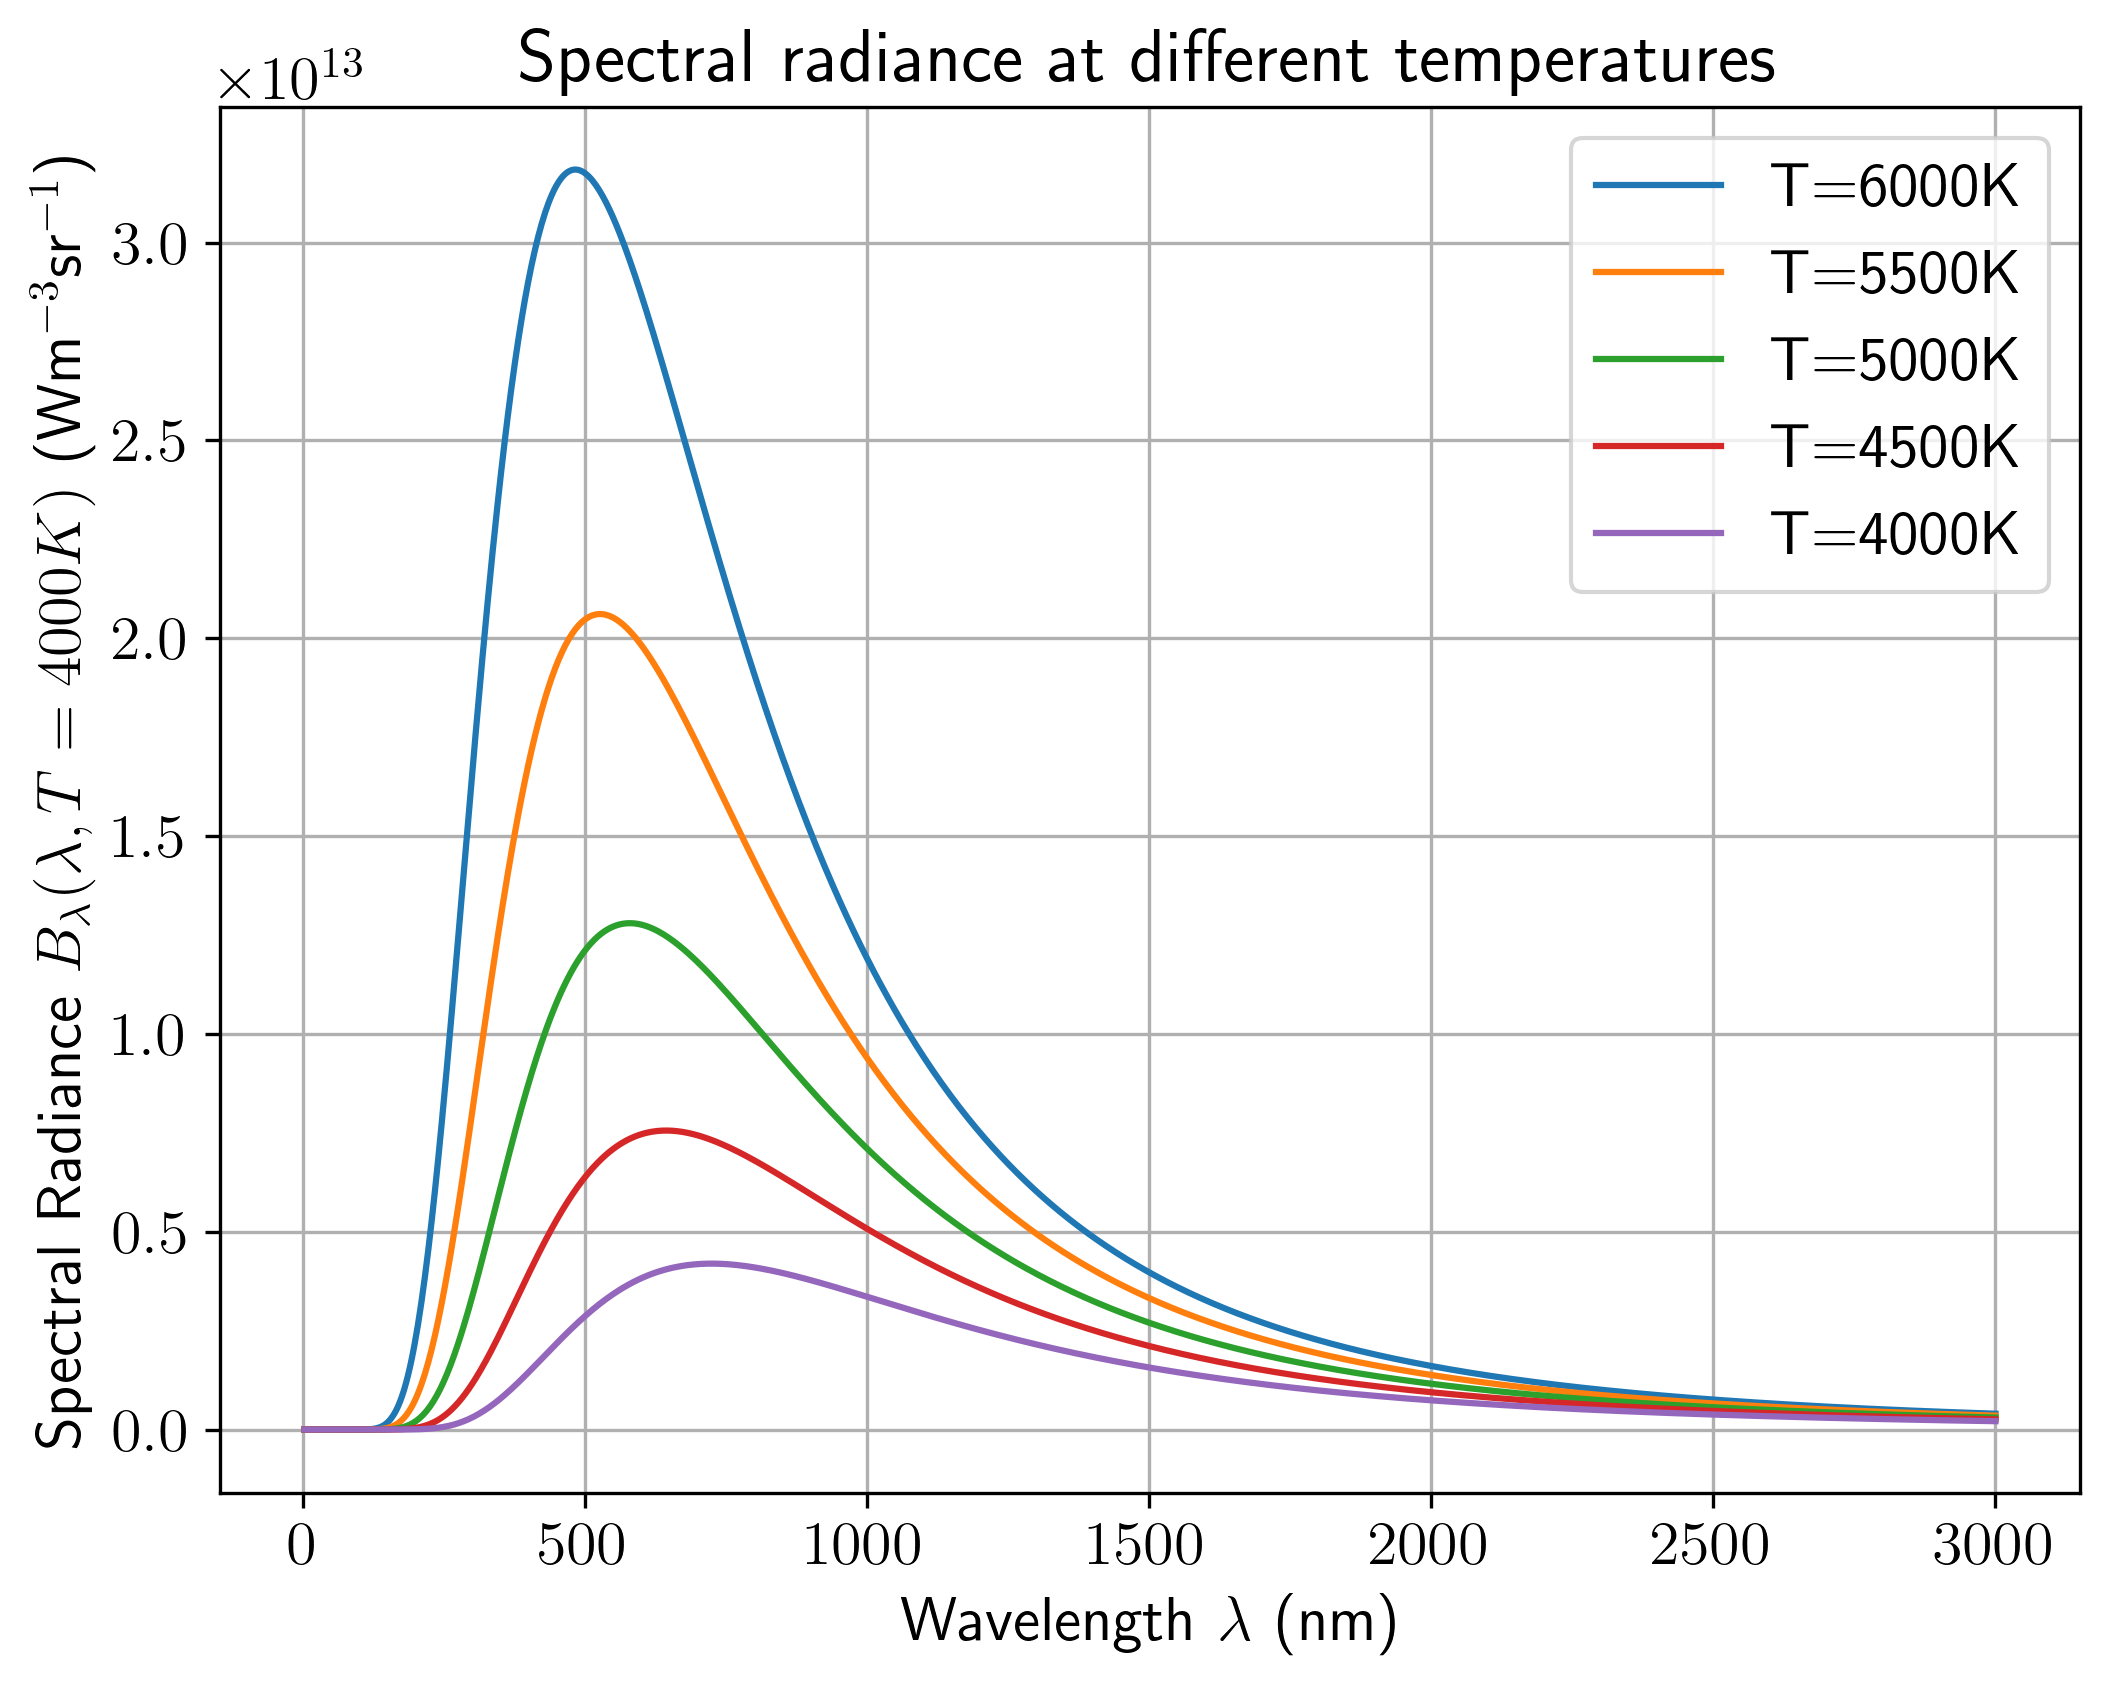 Spectral radiance at different temperatures
×10¹³
Spectral Radiance B_λ(λ, T = 4000K) (Wm⁻³sr⁻¹)
3.0
2.5
2.0
1.5
1.0
0.5
0.0
T=6000K
T=5500K
T=5000K
T=4500K
T=4000K
0 500 1000 1500 2000 2500 3000
Wavelength λ (nm)